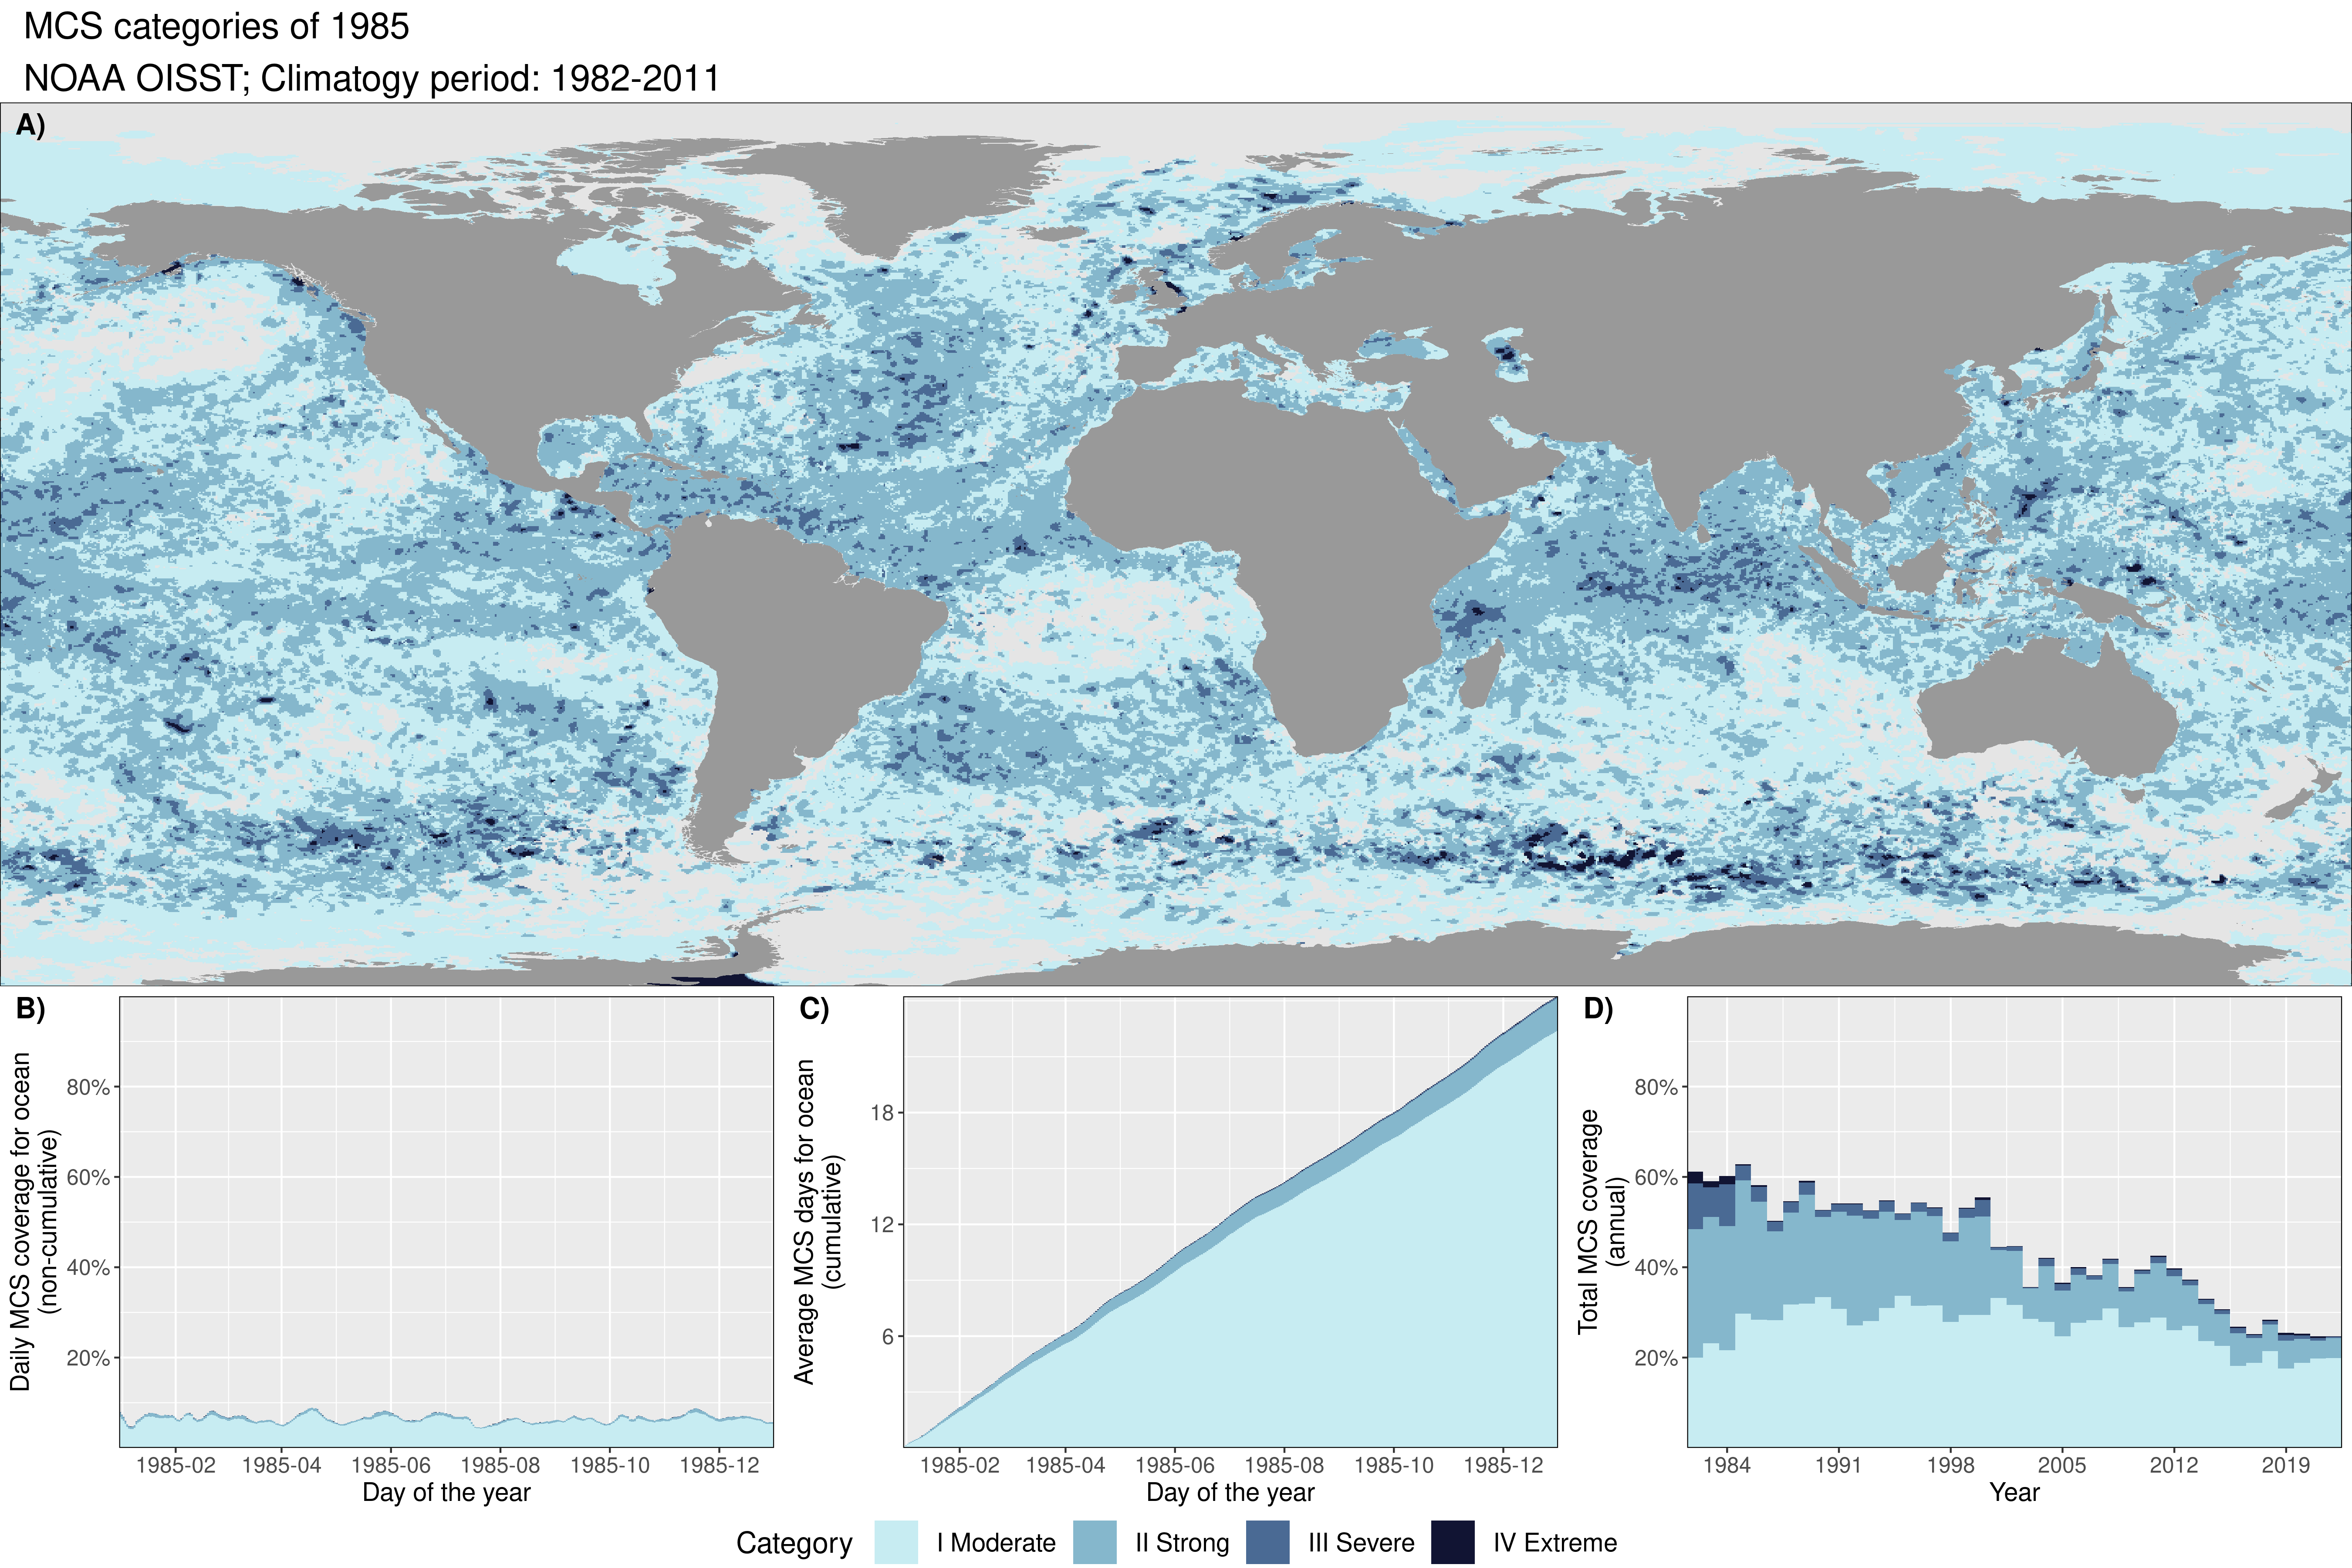 MCS categories of 1985
NOAA OISST; Climatogy period: 1982-2011
A)
B)
Daily MCS coverage for ocean
(non-cumulative)
80%
60%
40%
20%
1985-02 1985-04 1985-06 1985-08 1985-10 1985-12
Day of the year
C)
Average MCS days for ocean
(cumulative)
18
12
6
1985-02 1985-04 1985-06 1985-08 1985-10 1985-12
Day of the year
D)
Total MCS coverage
(annual)
80%
60%
40%
20%
1984 1991 1998 2005 2012 2019
Year
Category I Moderate II Strong III Severe IV Extreme